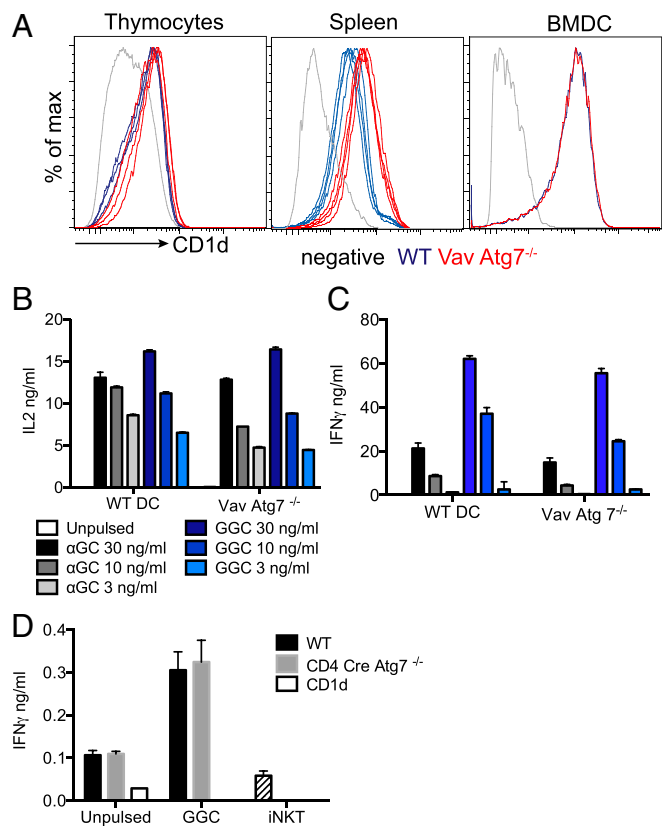 A
Thymocytes
Spleen
BMDC
% of max
CD1d
negative WT Vav Atg7-/-
B
C
20
15
10
5
0
IL2 ng/ml
WT DC
Vav Atg7 -/-
80
60
40
20
0
IFNγ ng/ml
WT DC
Vav Atg 7-/-
Unpulsed
αGC 30 ng/ml
αGC 10 ng/ml
αGC 3 ng/ml
GGC 30 ng/ml
GGC 10 ng/ml
GGC 3 ng/ml
D
0.4
0.3
0.2
0.1
0.0
IFNγ ng/ml
WT
CD4 Cre Atg7 -/-
CD1d
Unpulsed
GGC
iNKT